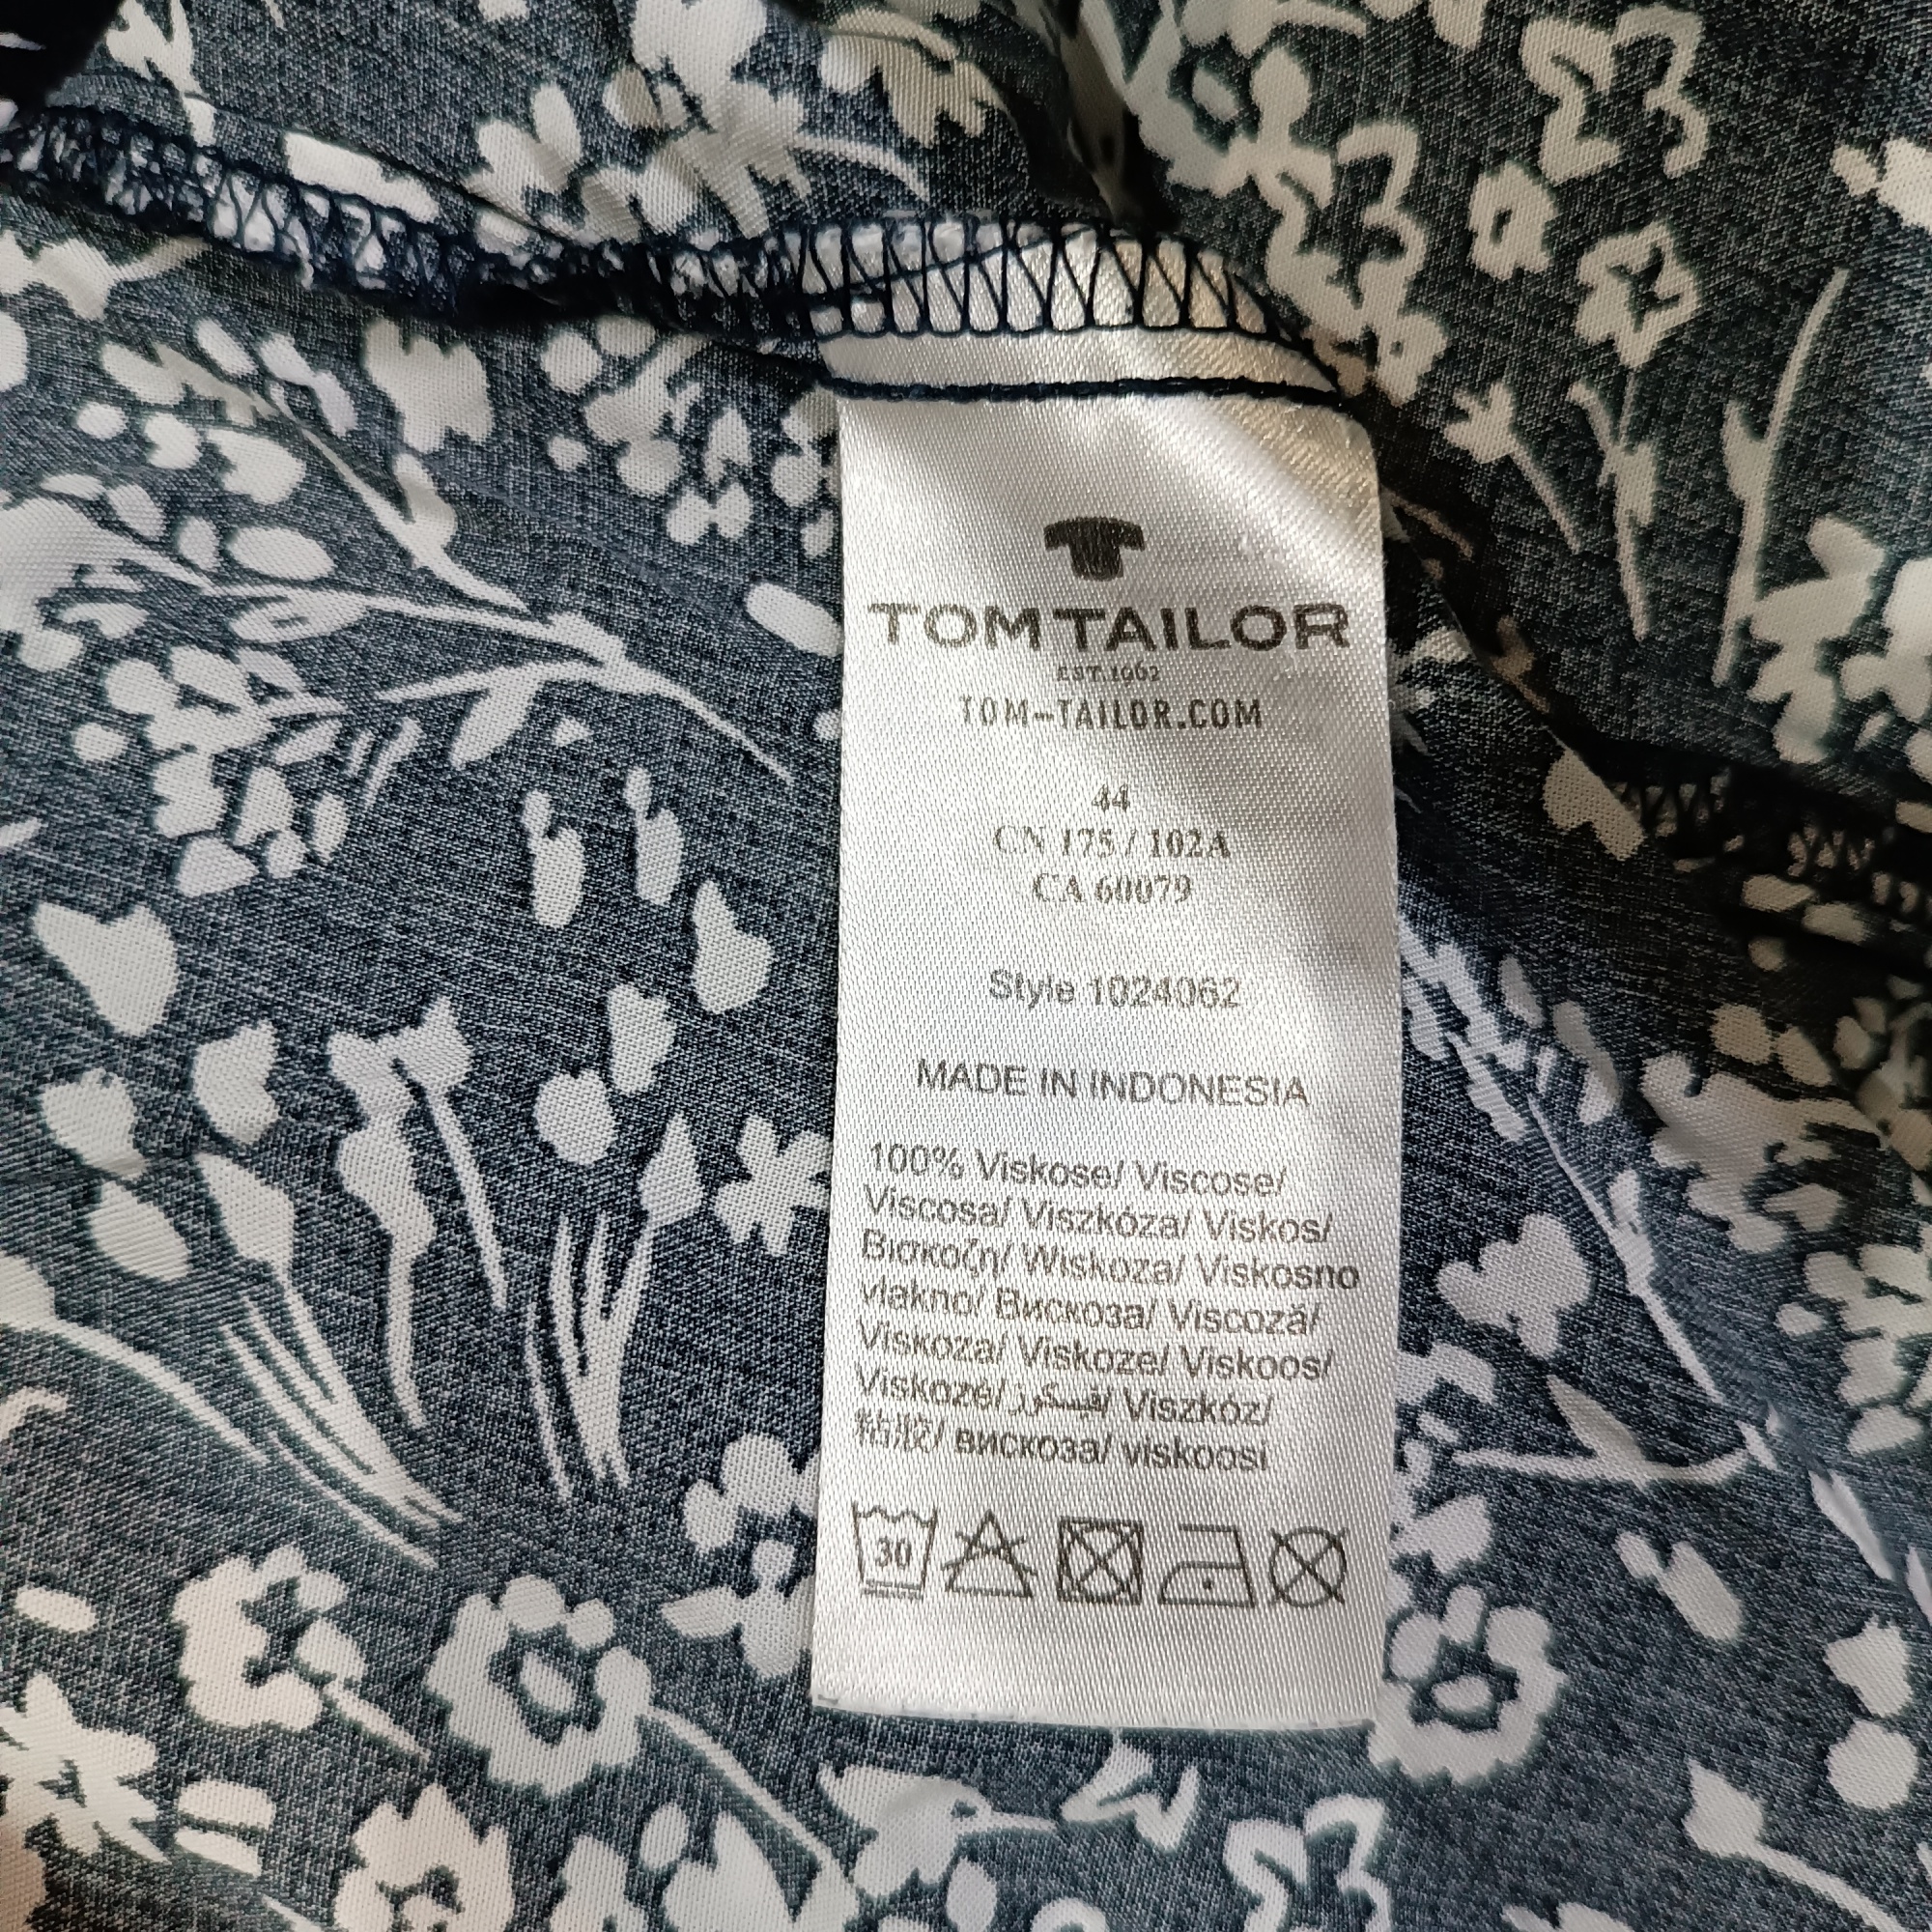 TOM TAILOR
EST. 1962
TOM-TAILOR.COM
44
CN 175 / 102A
CA 60079
Style 1024062
MADE IN INDONESIA
100% Viskose/ Viscose/
Viscosa/ Viszkóza/ Viskos/
Βισκοζη/ Wiskoza/ Viskosno
vlakno/ Вискоза/ Viscoză/
Viskoza/ Viskoze/ Viskoos/
Viskoze/ فيسكوز/ Viszkóz/
粘胶/ вискоза/ viskoosi
30